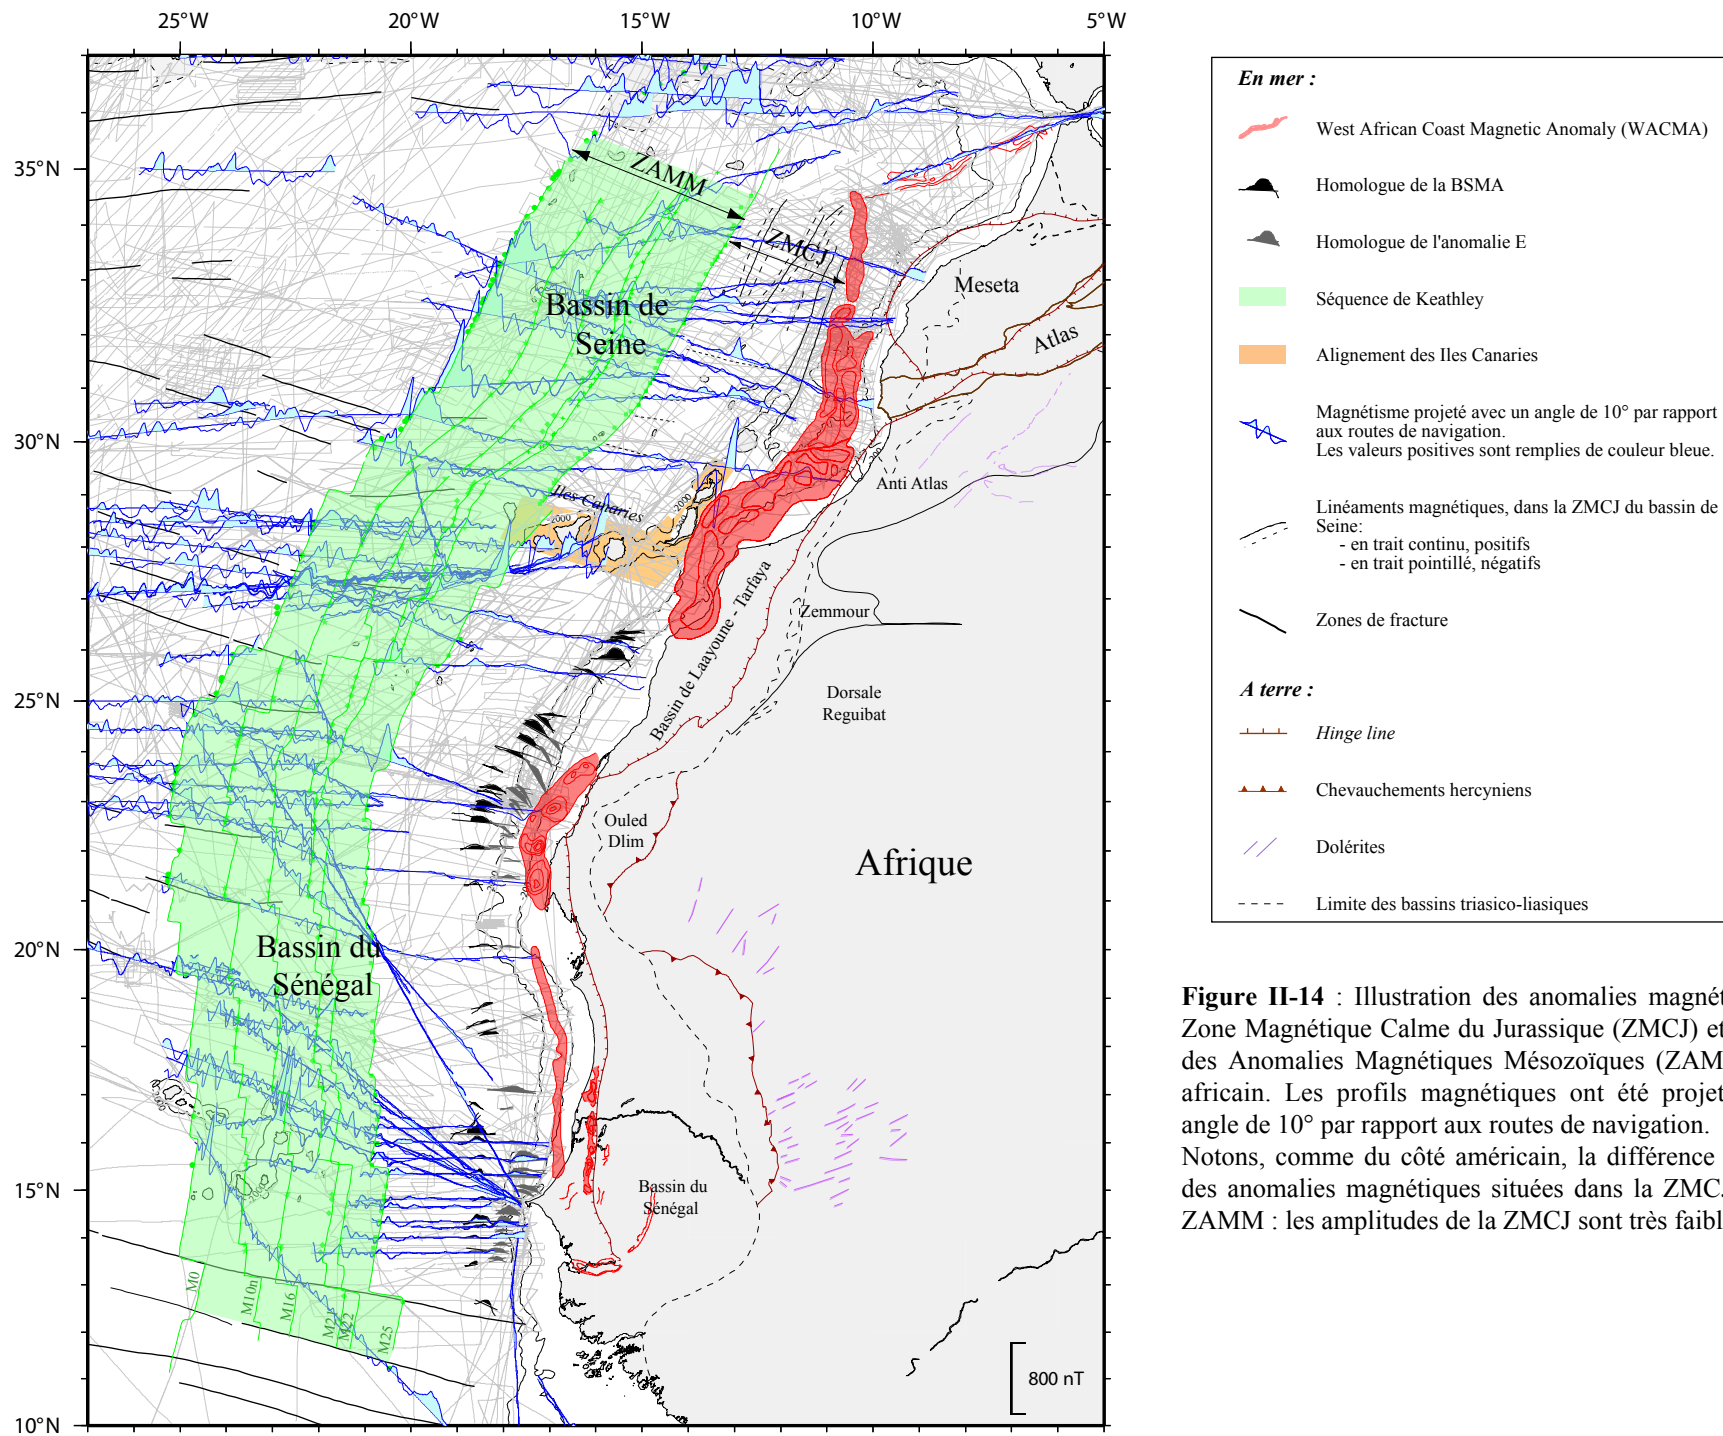 25°W
20°W
15°W
10°W
5°W
35°N
30°N
25°N
20°N
15°N
10°N
ZAMM
ZMCJ
Bassin de
Seine
Meseta
Atlas
Anti Atlas
Iles Canaries
2000
2000
200
Bassin de Laayoune - Tarfaya
Zemmour
Dorsale
Reguibat
Ouled
Dlim
Afrique
Bassin du
Sénégal
Bassin du
Sénégal
M0
M10n
M16
M21
M22
M25
800 nT
En mer :
West African Coast Magnetic Anomaly (WACMA)
Homologue de la BSMA
Homologue de l'anomalie E
Séquence de Keathley
Alignement des Iles Canaries
Magnétisme projeté avec un angle de 10° par rapport
aux routes de navigation.
Les valeurs positives sont remplies de couleur bleue.
Linéaments magnétiques, dans la ZMCJ du bassin de
Seine:
- en trait continu, positifs
- en trait pointillé, négatifs
Zones de fracture
A terre :
Hinge line
Chevauchements hercyniens
Dolérites
Limite des bassins triasico-liasiques
Figure II-14 : Illustration des anomalies magnét
Zone Magnétique Calme du Jurassique (ZMCJ) et
des Anomalies Magnétiques Mésozoïques (ZAM
africain. Les profils magnétiques ont été projet
angle de 10° par rapport aux routes de navigation.
Notons, comme du côté américain, la différence
des anomalies magnétiques situées dans la ZMC
ZAMM : les amplitudes de la ZMCJ sont très faibl